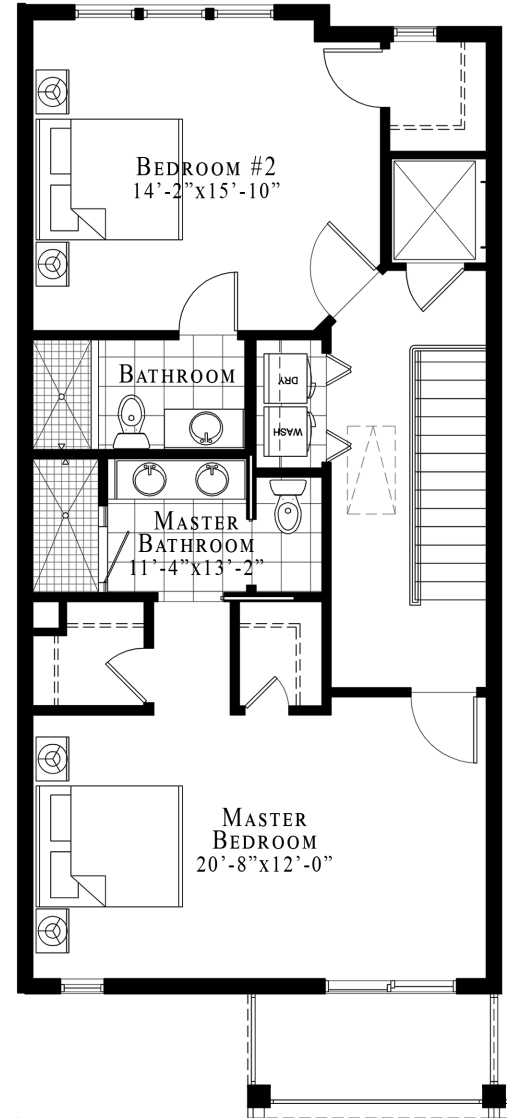 BEDROOM #2
14'-2"x15'-10"
BATHROOM
DRY
WASH
MASTER
BATHROOM
11'-4"x13'-2"
MASTER
BEDROOM
20'-8"x12'-0"